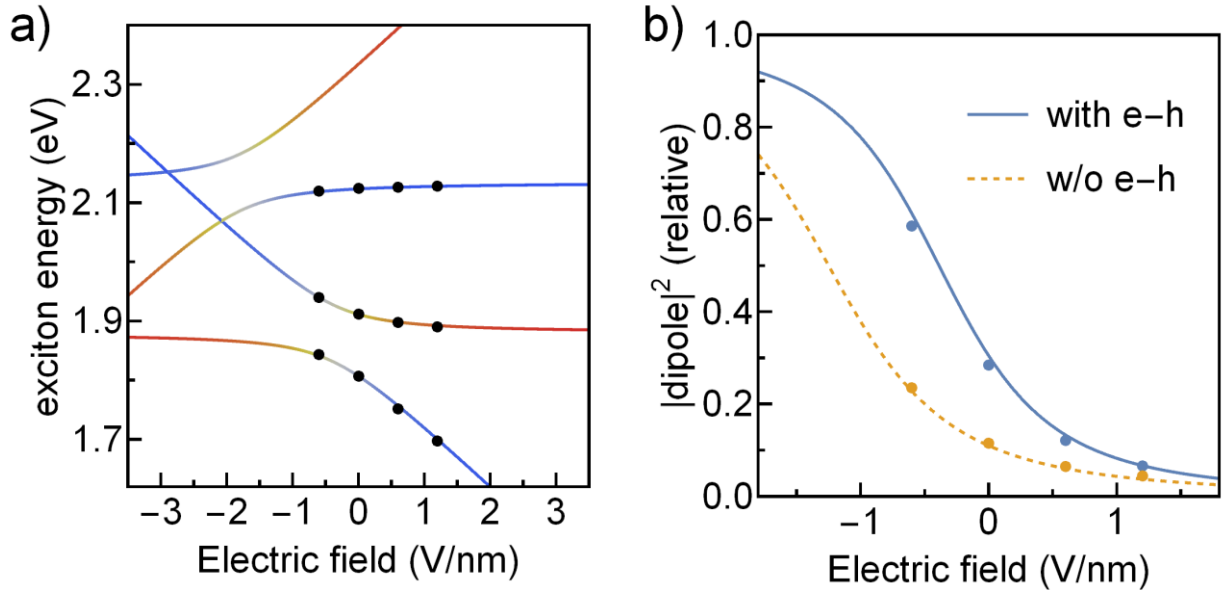 a)
exciton energy (eV)
2.3
2.1
1.9
1.7
−3 −2 −1 0 1 2 3
Electric field (V/nm)
b)
|dipole|² (relative)
1.0
0.8
0.6
0.4
0.2
0.0
with e−h
w/o e−h
−1 0 1
Electric field (V/nm)